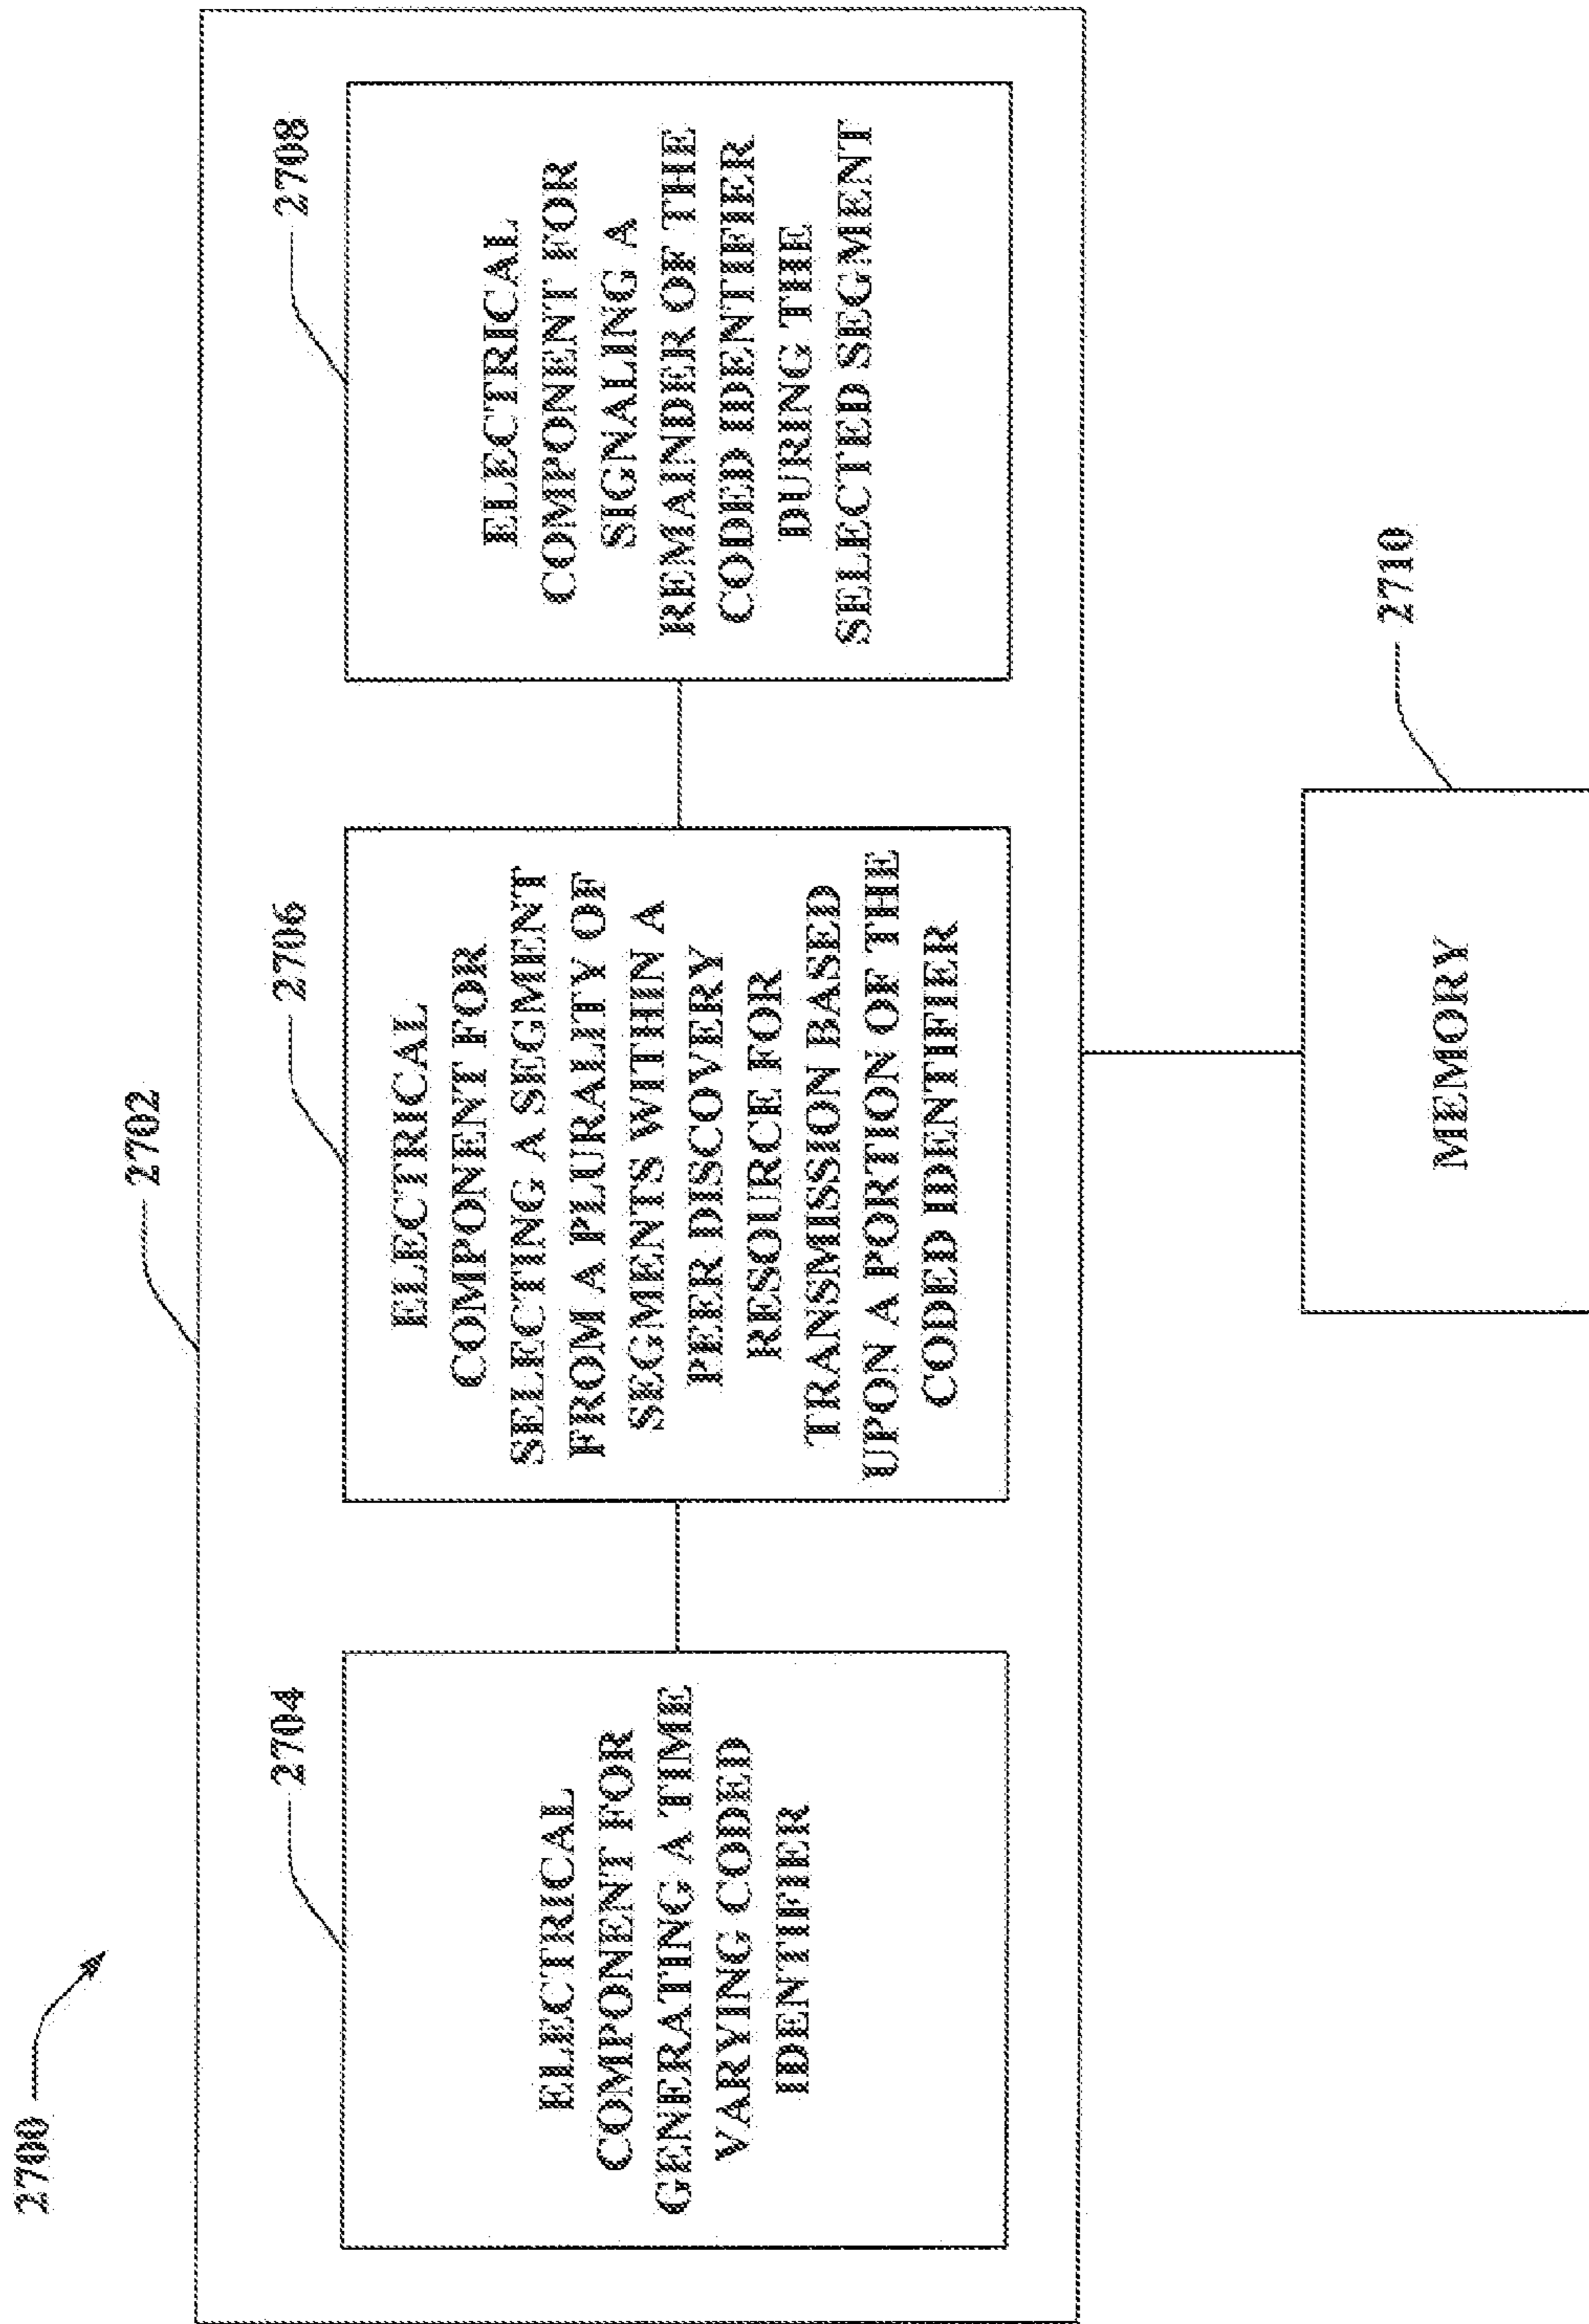 2700
2702
2704
ELECTRICAL
COMPONENT FOR
GENERATING A TIME
VARYING CODED
IDENTIFIER
2706
ELECTRICAL
COMPONENT FOR
SELECTING A SEGMENT
FROM A PLURALITY OF
SEGMENTS WITHIN A
PEER DISCOVERY
RESOURCE FOR
TRANSMISSION BASED
UPON A PORTION OF THE
CODED IDENTIFIER
2708
ELECTRICAL
COMPONENT FOR
SIGNALING A
REMAINDER OF THE
CODED IDENTIFIER
DURING THE
SELECTED SEGMENT
2710
MEMORY